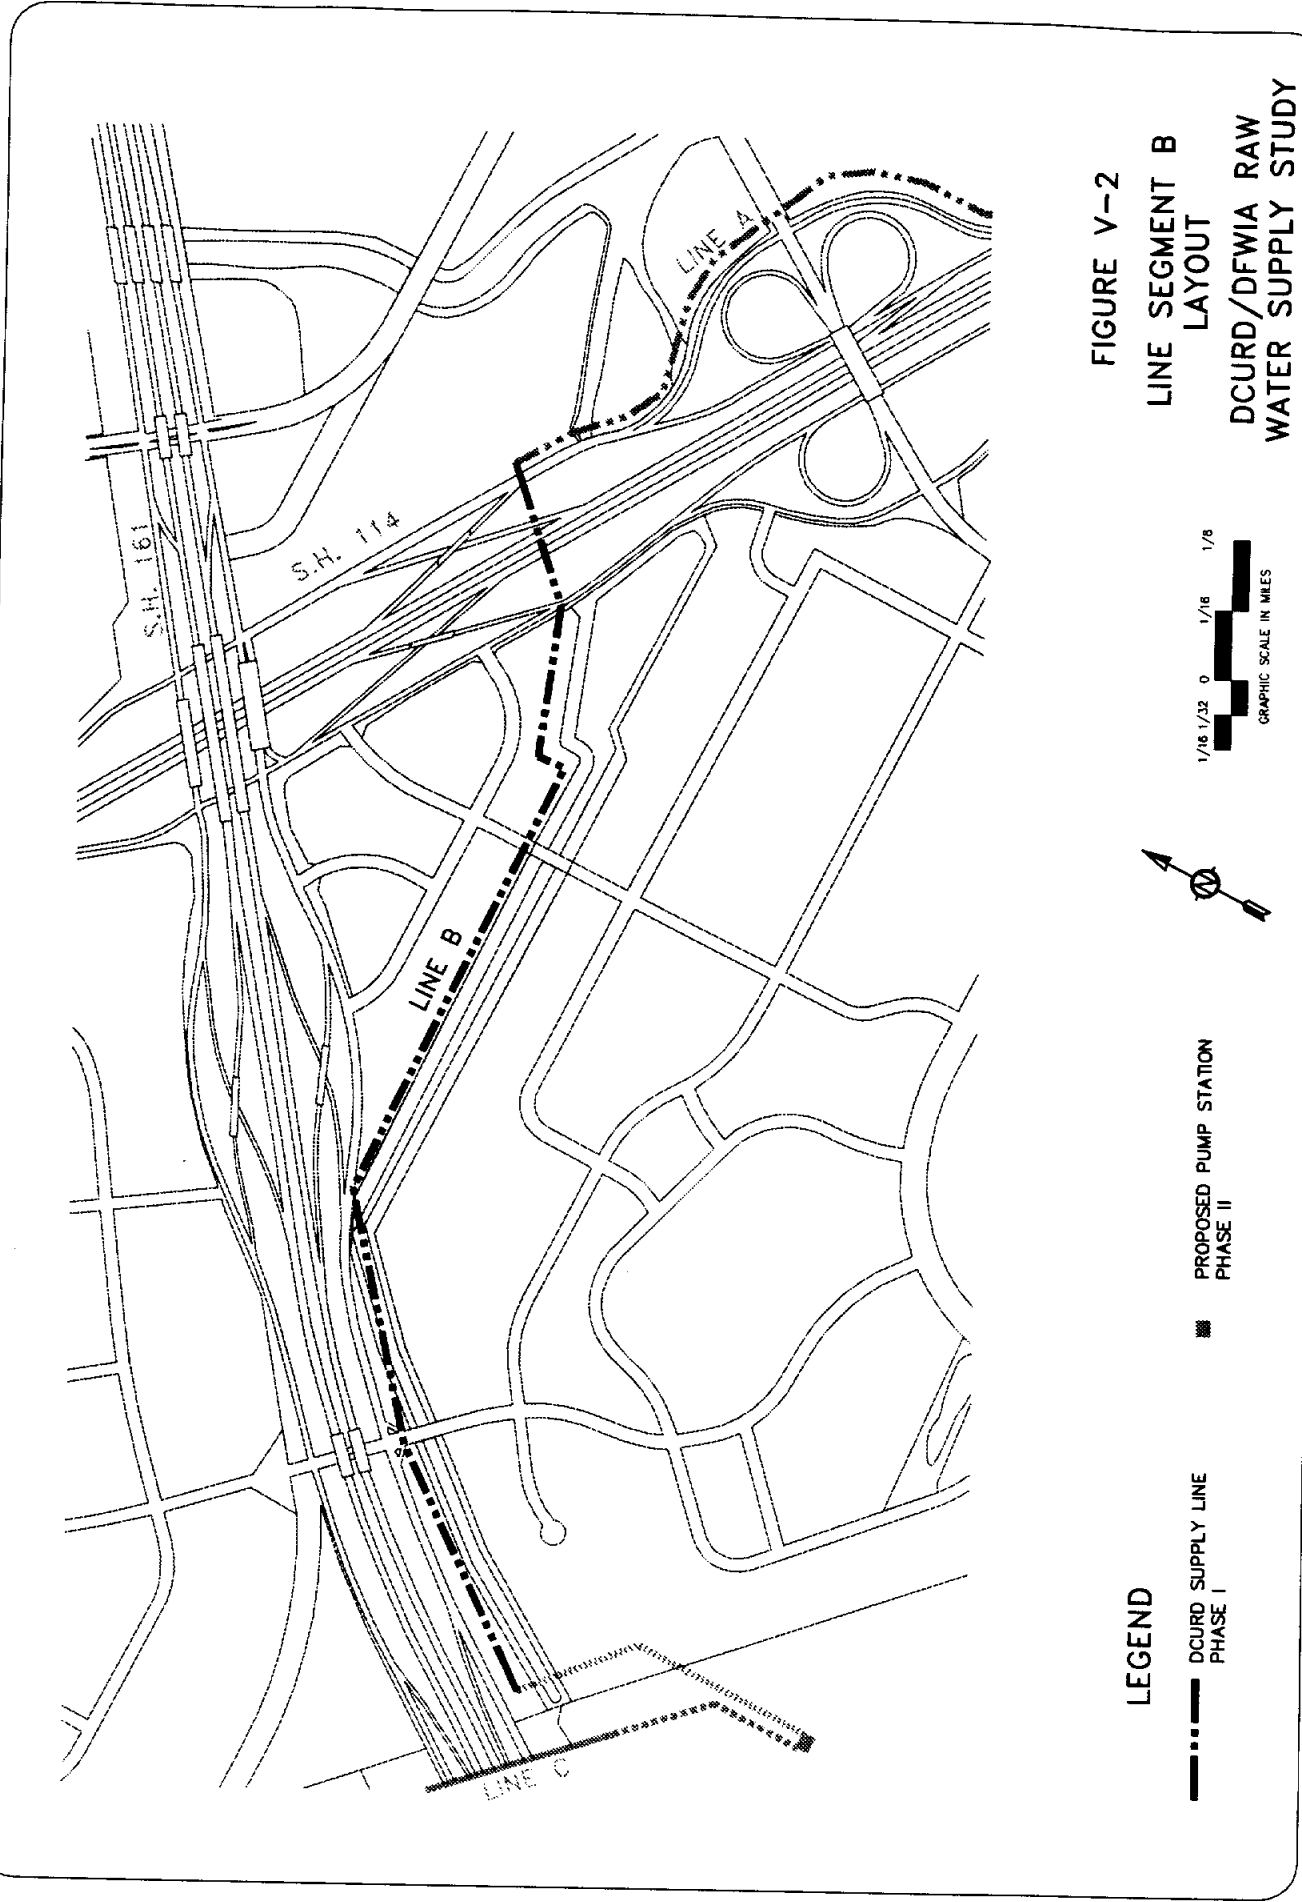 S.H. 161
S.H. 114
LINE A
LINE B
LINE C
LEGEND
DCURD SUPPLY LINE
PHASE I
PROPOSED PUMP STATION
PHASE II
N
1/16 1/32 0 1/16 1/8
GRAPHIC SCALE IN MILES
FIGURE V-2
LINE SEGMENT B
LAYOUT
DCURD/DFWIA RAW
WATER SUPPLY STUDY